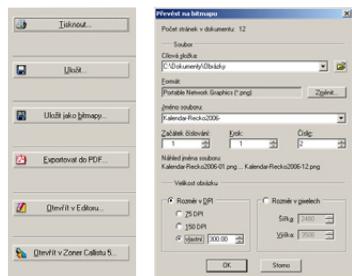 Tisknout...
Uložit...
Uložit jako bitmapy...
Exportovat do PDF...
Otevřít v Editoru...
Otevřít v Zoner Callistu 5...
Převést na bitmapu
Počet stránek v dokumentu: 12
Soubor
Cílová složka:
C:\Dokumenty\Obrázky
Formát:
Portable Network Graphics (*.png)
Změnit...
Jméno souboru:
Kalendar-Recko2006-
Začátek číslování: Krok: Číslic:
1 1 2
Náhled jména souboru:
Kalendar-Recko2006-01.png ... Kalendar-Recko2006-12.png
Velikost obrázku
Rozměr v DPI
75 DPI
150 DPI
vlastní 300.00
Rozměr v pixelech
Šířka: 2480
Výška: 3508
OK Storno